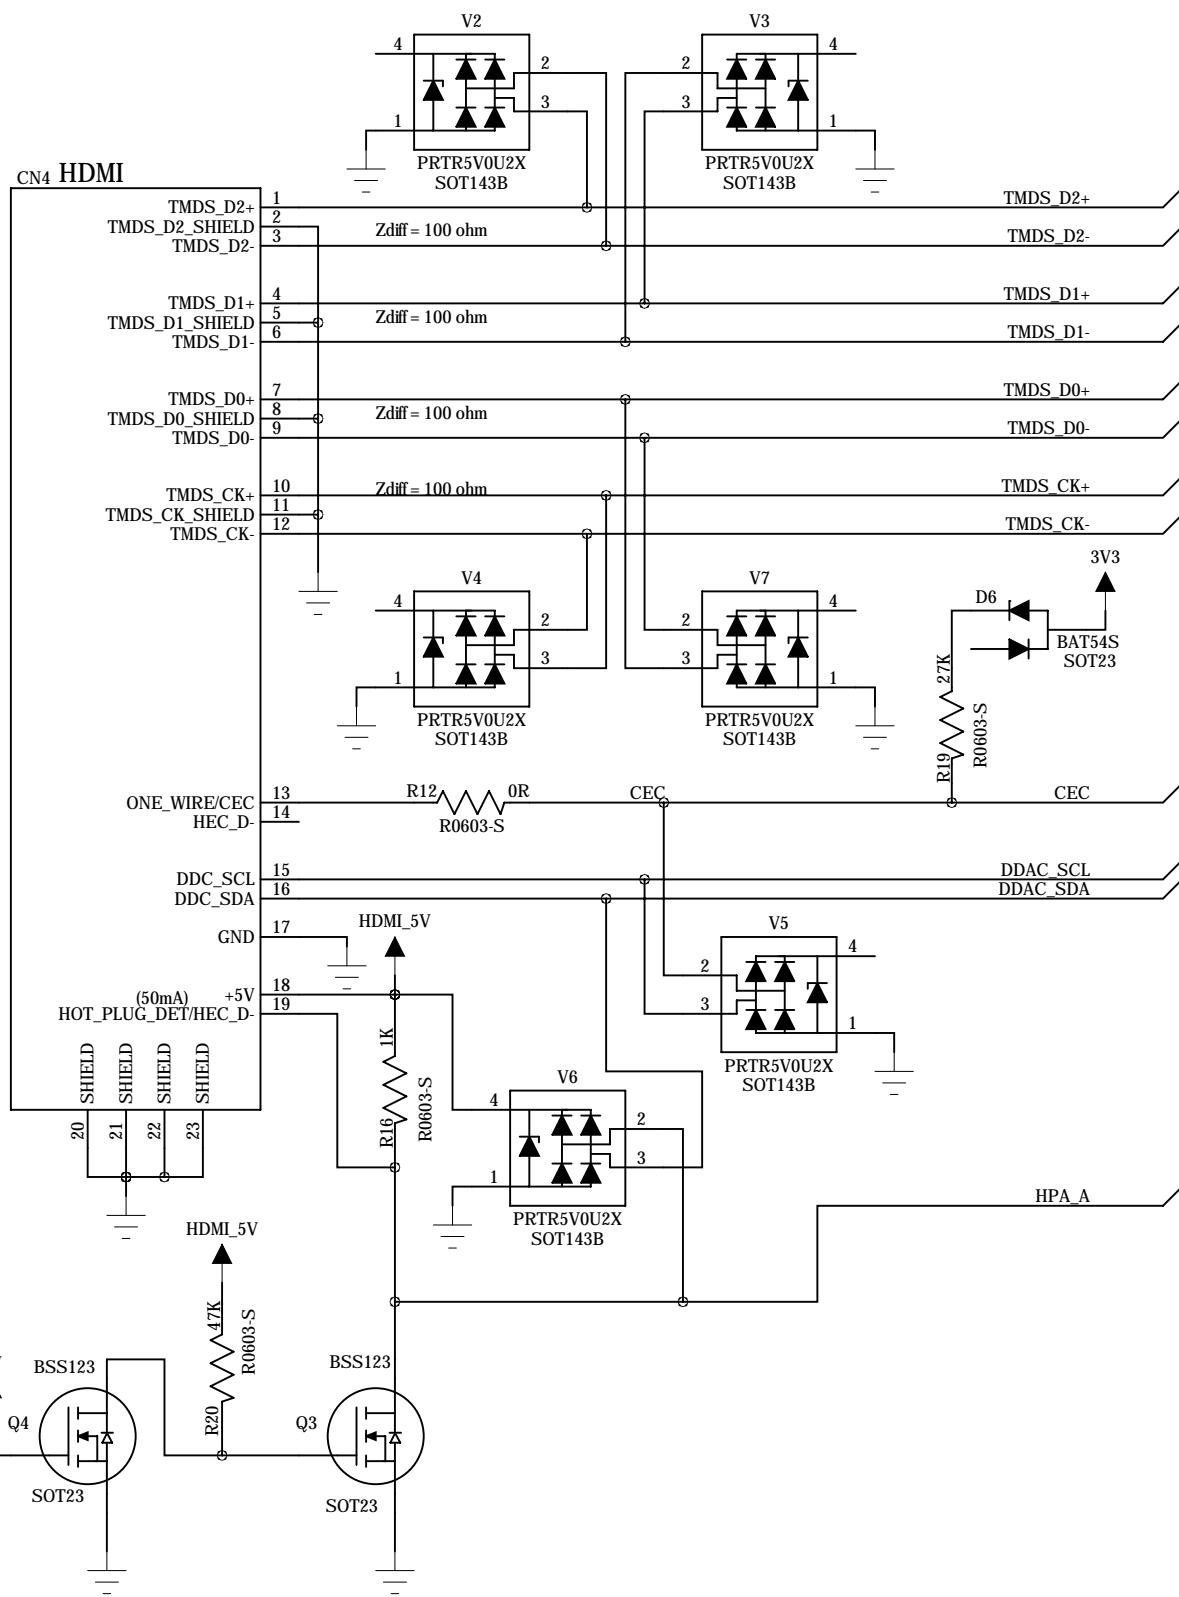 V2
V3
4
2
3
1
PRTR5V0U2X
SOT143B
4
2
3
1
PRTR5V0U2X
SOT143B
CN4 HDMI
TMDS_D2+ 1
TMDS_D2+
TMDS_D2_SHIELD 2
Zdiff = 100 ohm
TMDS_D2- 3
TMDS_D2-
TMDS_D1+ 4
TMDS_D1+
TMDS_D1_SHIELD 5
Zdiff = 100 ohm
TMDS_D1- 6
TMDS_D1-
TMDS_D0+ 7
TMDS_D0+
TMDS_D0_SHIELD 8
Zdiff = 100 ohm
TMDS_D0- 9
TMDS_D0-
TMDS_CK+ 10
Zdiff = 100 ohm
TMDS_CK+
TMDS_CK_SHIELD 11
TMDS_CK- 12
TMDS_CK-
V4
4
2
3
1
PRTR5V0U2X
SOT143B
V7
4
2
3
1
PRTR5V0U2X
SOT143B
3V3
D6
BAT54S
SOT23
27K
R19
R0603-S
ONE_WIRE/CEC 13
R12 0R
R0603-S
CEC
CEC
HEC_D- 14
DDC_SCL 15
DDAC_SCL
DDC_SDA 16
DDAC_SDA
GND 17
HDMI_5V
(50mA) +5V 18
HOT_PLUG_DET/HEC_D- 19
V5
4
2
3
1
PRTR5V0U2X
SOT143B
SHIELD
SHIELD
SHIELD
SHIELD
20
21
22
23
1K
R16
R0603-S
V6
4
2
3
1
PRTR5V0U2X
SOT143B
HPA_A
HDMI_5V
47K
R20
R0603-S
BSS123
Q4
SOT23
BSS123
Q3
SOT23